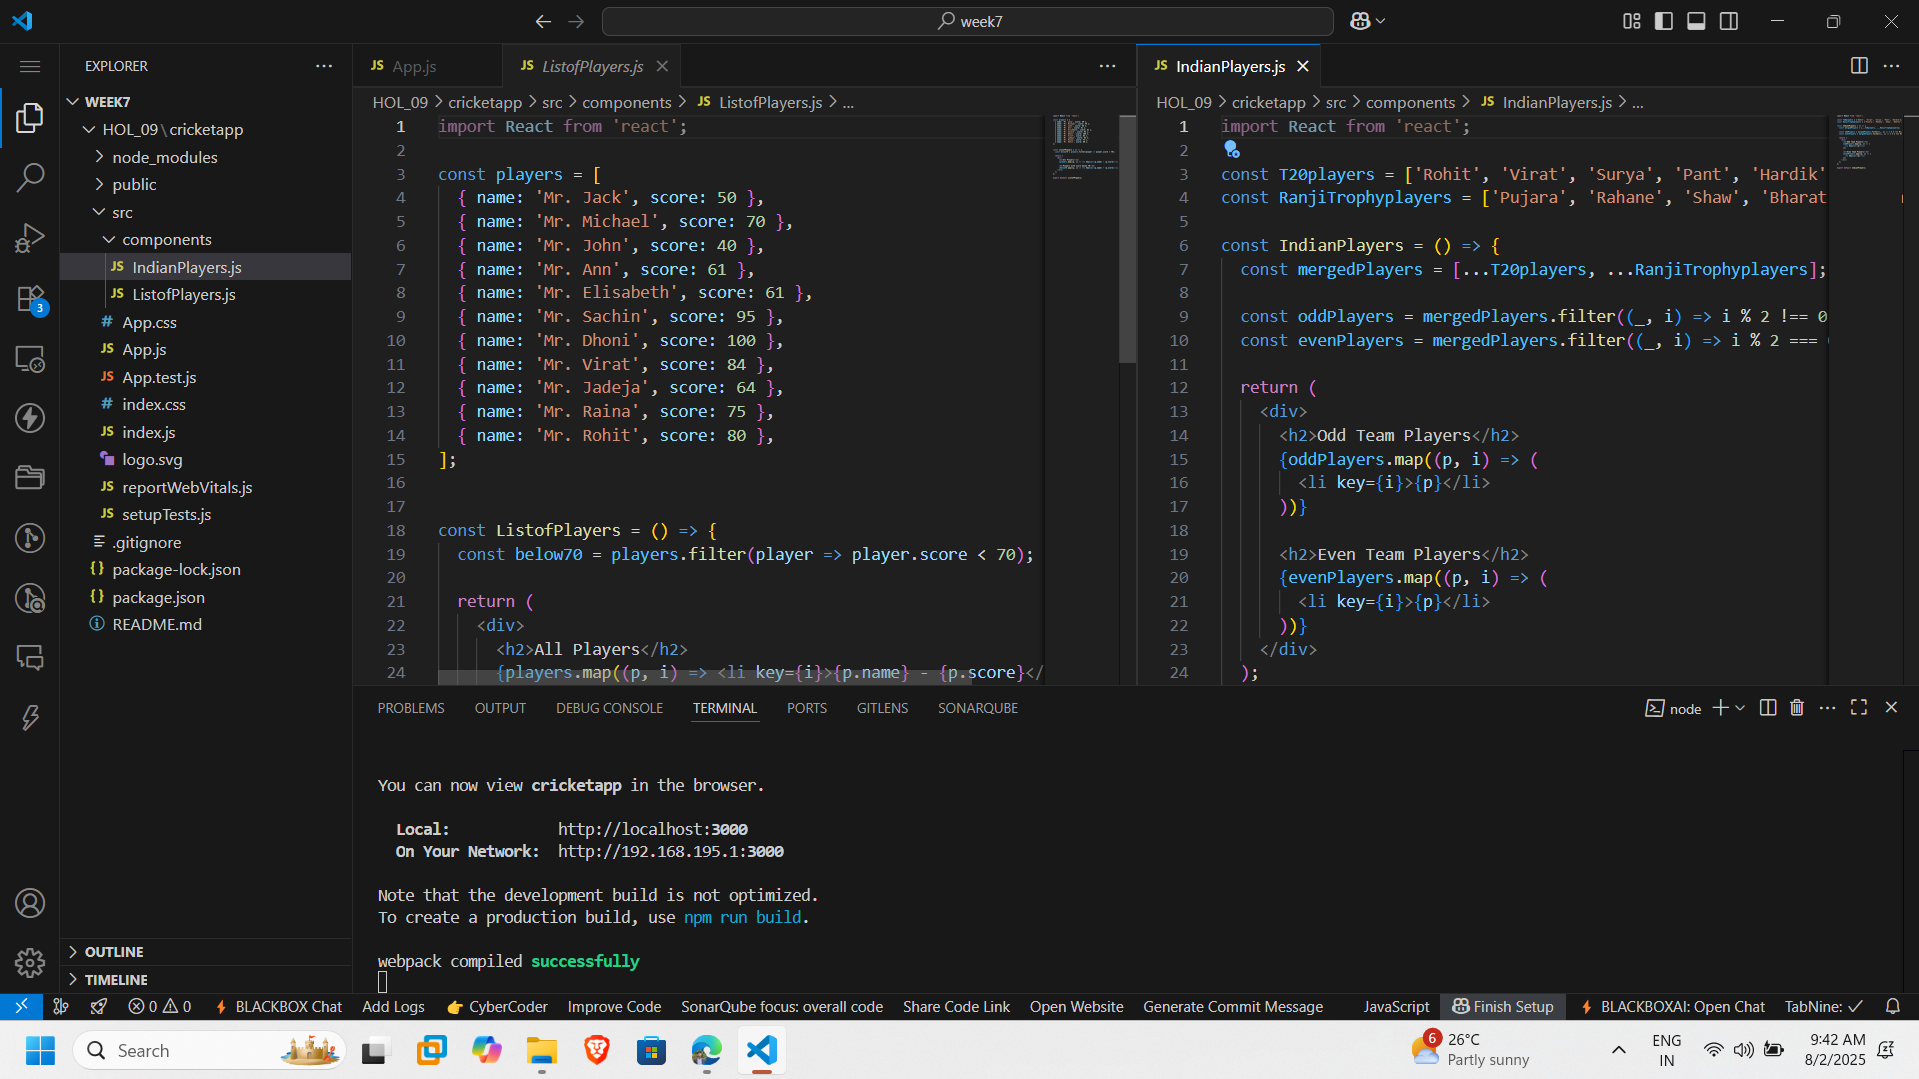 week7
EXPLORER
WEEK7
HOL_09\cricketapp
node_modules
public
src
components
JS IndianPlayers.js
JS ListofPlayers.js
# App.css
JS App.js
JS App.test.js
# index.css
JS index.js
logo.svg
JS reportWebVitals.js
JS setupTests.js
.gitignore
{} package-lock.json
{} package.json
README.md
OUTLINE
TIMELINE
3
JS App.js
JS ListofPlayers.js
HOL_09 > cricketapp > src > components > JS ListofPlayers.js > ...
1 import React from 'react';
2
3 const players = [
4 { name: 'Mr. Jack', score: 50 },
5 { name: 'Mr. Michael', score: 70 },
6 { name: 'Mr. John', score: 40 },
7 { name: 'Mr. Ann', score: 61 },
8 { name: 'Mr. Elisabeth', score: 61 },
9 { name: 'Mr. Sachin', score: 95 },
10 { name: 'Mr. Dhoni', score: 100 },
11 { name: 'Mr. Virat', score: 84 },
12 { name: 'Mr. Jadeja', score: 64 },
13 { name: 'Mr. Raina', score: 75 },
14 { name: 'Mr. Rohit', score: 80 },
15 ];
16
17
18 const ListofPlayers = () => {
19 const below70 = players.filter(player => player.score < 70);
20
21 return (
22 <div>
23 <h2>All Players</h2>
24 {players.map((p, i) => <li key={i}>{p.name} - {p.score}</
JS IndianPlayers.js
HOL_09 > cricketapp > src > components > JS IndianPlayers.js > ...
1 import React from 'react';
2
3 const T20players = ['Rohit', 'Virat', 'Surya', 'Pant', 'Hardik'
4 const RanjiTrophyplayers = ['Pujara', 'Rahane', 'Shaw', 'Bharat
5
6 const IndianPlayers = () => {
7 const mergedPlayers = [...T20players, ...RanjiTrophyplayers];
8
9 const oddPlayers = mergedPlayers.filter((_, i) => i % 2 !== 0
10 const evenPlayers = mergedPlayers.filter((_, i) => i % 2 ===
11
12 return (
13 <div>
14 <h2>Odd Team Players</h2>
15 {oddPlayers.map((p, i) => (
16 <li key={i}>{p}</li>
17 ))}
18
19 <h2>Even Team Players</h2>
20 {evenPlayers.map((p, i) => (
21 <li key={i}>{p}</li>
22 ))}
23 </div>
24 );
PROBLEMS OUTPUT DEBUG CONSOLE TERMINAL PORTS GITLENS SONARQUBE
node
You can now view cricketapp in the browser.
Local: http://localhost:3000
On Your Network: http://192.168.195.1:3000
Note that the development build is not optimized.
To create a production build, use npm run build.
webpack compiled successfully
0 0 BLACKBOX Chat Add Logs CyberCoder Improve Code SonarQube focus: overall code Share Code Link Open Website Generate Commit Message JavaScript Finish Setup BLACKBOXAI: Open Chat TabNine: ✓
Search
6
26°C
Partly sunny
ENG
IN
9:42 AM
8/2/2025